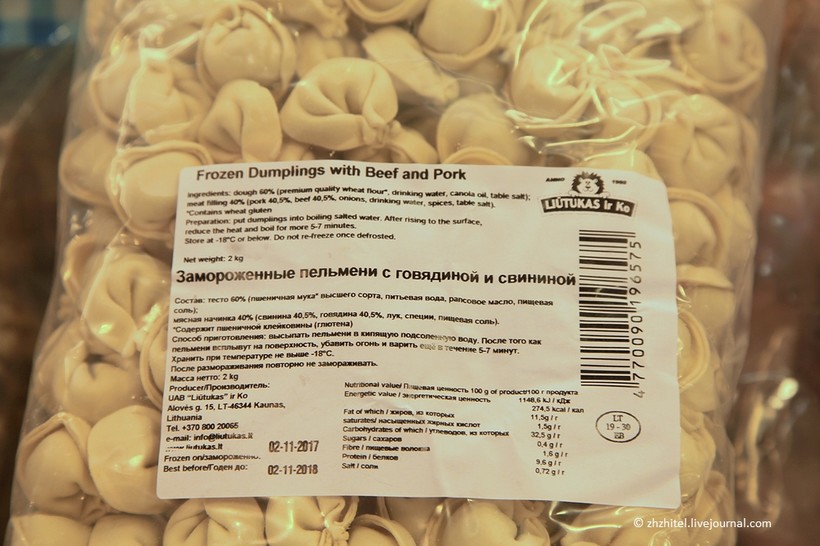 Frozen Dumplings with Beef and Pork
ANNO 1992
LIŪTUKAS ir Ko
Ingredients: dough 60% (premium quality wheat flour*, drinking water, canola oil, table salt);
meat filling 40% (pork 40,5%, beef 40,5%, onions, drinking water, spices, table salt).
*Contains wheat gluten
Preparation: put dumplings into boiling salted water. After rising to the surface,
reduce the heat and boil for more 5-7 minutes.
Store at -18°C or below. Do not re-freeze once defrosted.
Net weight: 2 kg
Замороженные пельмени с говядиной и свининой
Состав: тесто 60% (пшеничная мука* высшего сорта, питьевая вода, рапсовое масло, пищевая
соль);
мясная начинка 40% (свинина 40,5%, говядина 40,5%, лук, специи, пищевая соль).
*Содержит пшеничной клейковины (глютена)
Способ приготовления: высыпать пельмени в кипящую подсоленную воду. После того как
пельмени всплывут на поверхность, убавить огонь и варить ещё в течение 5-7 минут.
Хранить при температуре не выше -18°C.
После размораживания повторно не замораживать.
Масса нетто: 2 kg
Producer/Производитель:
UAB "Liūtukas" ir Ko
Alovės g. 15, LT-46344 Kaunas,
Lithuania
Tel. +370 800 20065
e-mail: info@liutukas.lt
www.liutukas.lt
Frozen on/заморожено: 02-11-2017
Best before/Годен до: 02-11-2018
Nutritional value/ Пищевая ценность 100 g of product/100 г продукта
Energetic value /энергетическая ценность 1148,6 kJ / кДж
274,5 kcal / кал
Fat of which / жиров, из которых 11,5g / г
saturates/ насыщенных жирных кислот 1,5g / г
Carbohydrates of which / углеводов, из которых 32,5 g / г
Sugars / сахаров 0,4 g / г
Fibre / пищевые волокна 1,6 g / г
Protein / белков 9,6 g / г
Salt / соли 0,72 g / г
4 770090 196575
LT
19 - 30
EB
© zhzhitel.livejournal.com